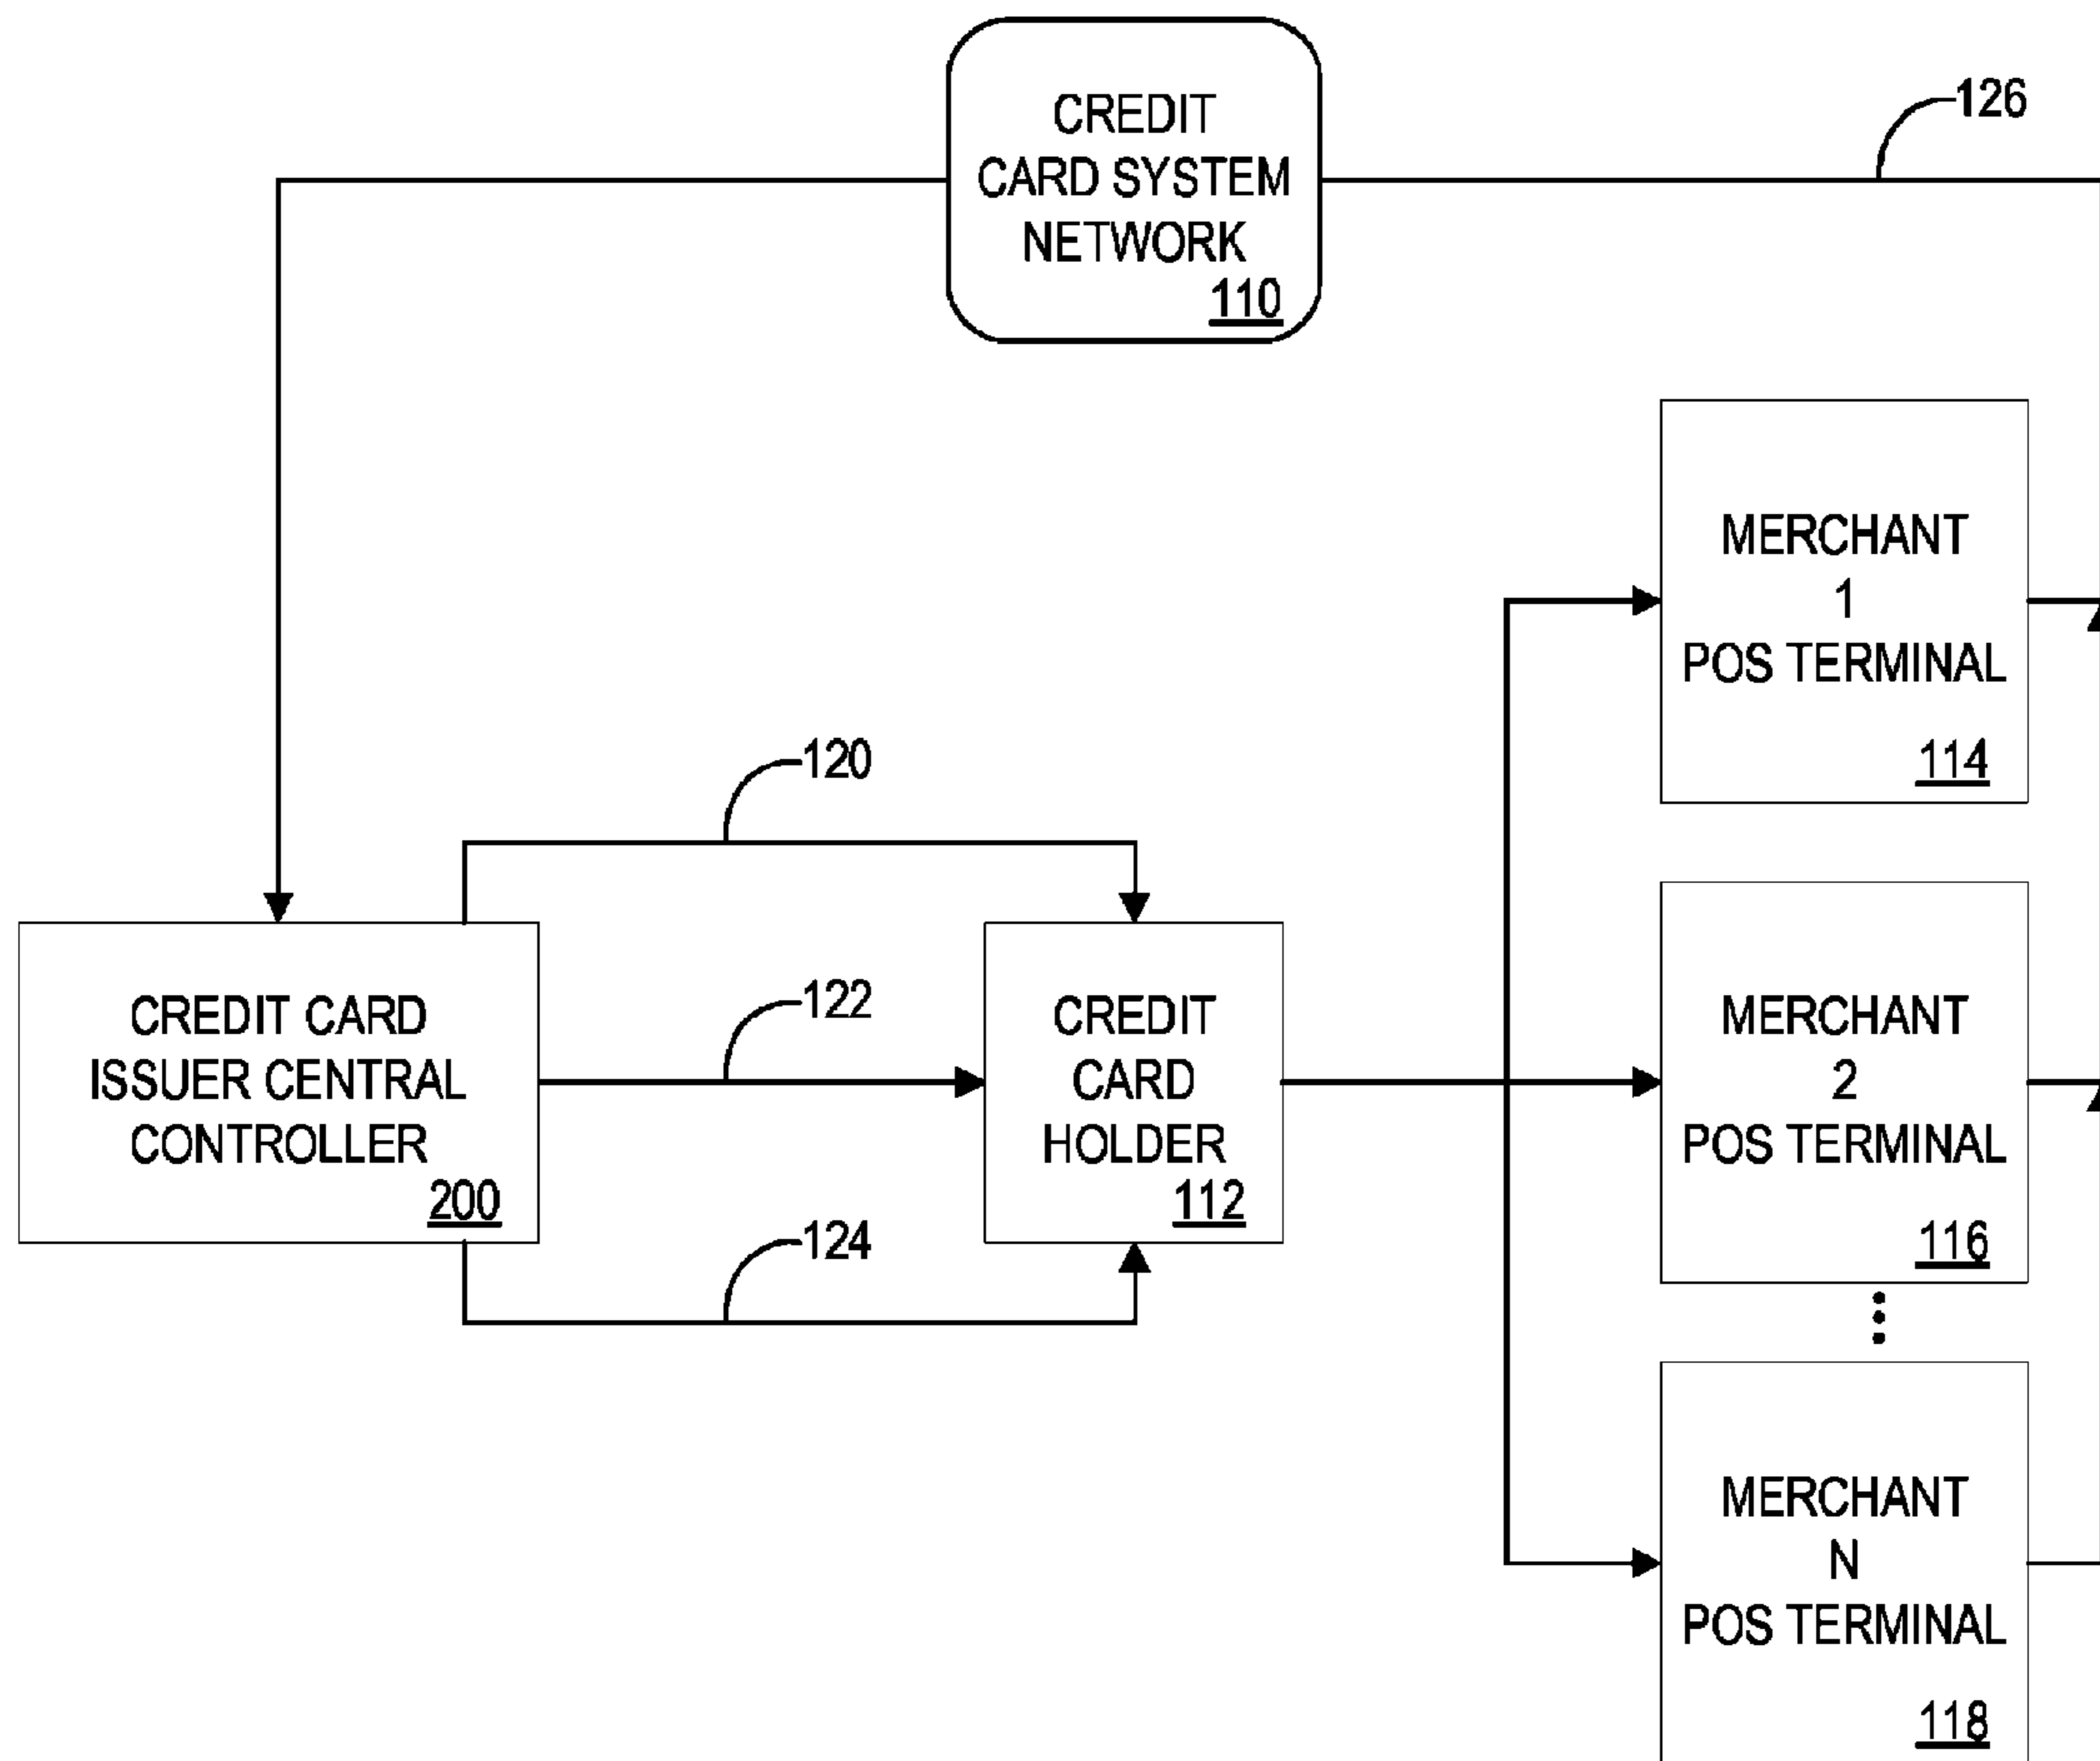 CREDIT
CARD SYSTEM
NETWORK
110
126
MERCHANT
1
POS TERMINAL
114
120
CREDIT CARD
ISSUER CENTRAL
CONTROLLER
200
122
CREDIT
CARD
HOLDER
112
124
MERCHANT
2
POS TERMINAL
116
MERCHANT
N
POS TERMINAL
118